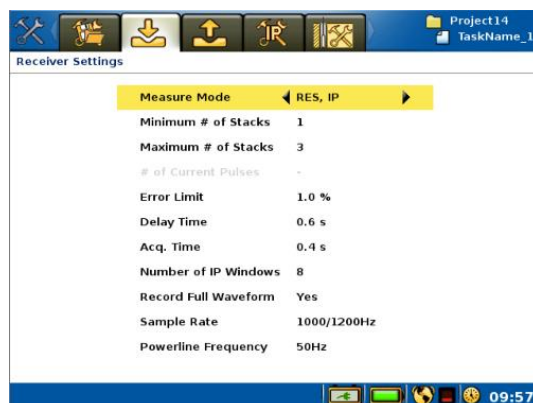 Project14
TaskName_1
Receiver Settings
Measure Mode RES, IP
Minimum # of Stacks 1
Maximum # of Stacks 3
# of Current Pulses -
Error Limit 1.0 %
Delay Time 0.6 s
Acq. Time 0.4 s
Number of IP Windows 8
Record Full Waveform Yes
Sample Rate 1000/1200Hz
Powerline Frequency 50Hz
09:57